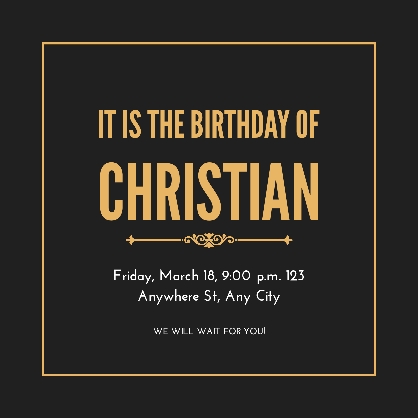 IT IS THE BIRTHDAY OF
CHRISTIAN
Friday, March 18, 9:00 p.m. 123
Anywhere St, Any City
WE WILL WAIT FOR YOU!